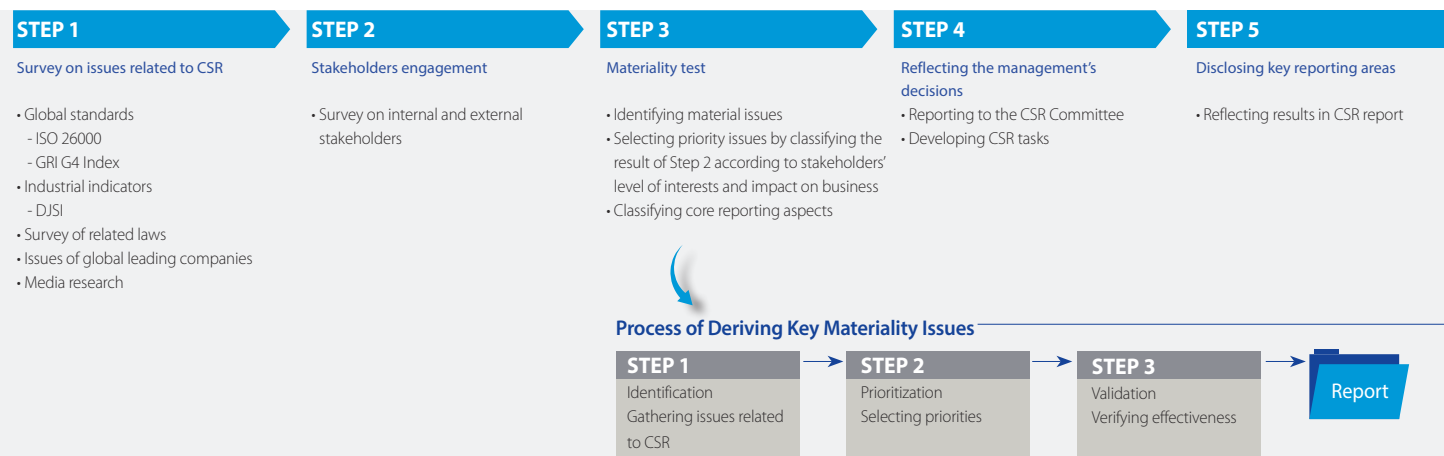 STEP 1
Survey on issues related to CSR
• Global standards
- ISO 26000
- GRI G4 Index
• Industrial indicators
- DJSI
• Survey of related laws
• Issues of global leading companies
• Media research
STEP 2
Stakeholders engagement
• Survey on internal and external
stakeholders
STEP 3
Materiality test
• Identifying material issues
• Selecting priority issues by classifying the
result of Step 2 according to stakeholders’
level of interests and impact on business
• Classifying core reporting aspects
STEP 4
Reflecting the management’s
decisions
• Reporting to the CSR Committee
• Developing CSR tasks
STEP 5
Disclosing key reporting areas
• Reflecting results in CSR report
Process of Deriving Key Materiality Issues
STEP 1
Identification
Gathering issues related
to CSR
STEP 2
Prioritization
Selecting priorities
STEP 3
Validation
Verifying effectiveness
Report